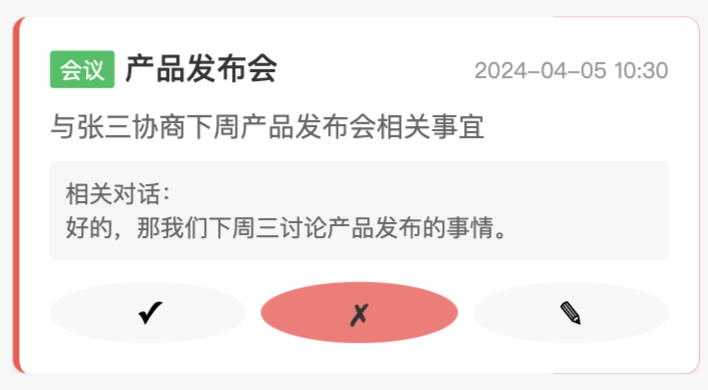 会议 产品发布会 2024-04-05 10:30
与张三协商下周产品发布会相关事宜
相关对话：
好的，那我们下周三讨论产品发布的事情。
✓ ✗ ✎